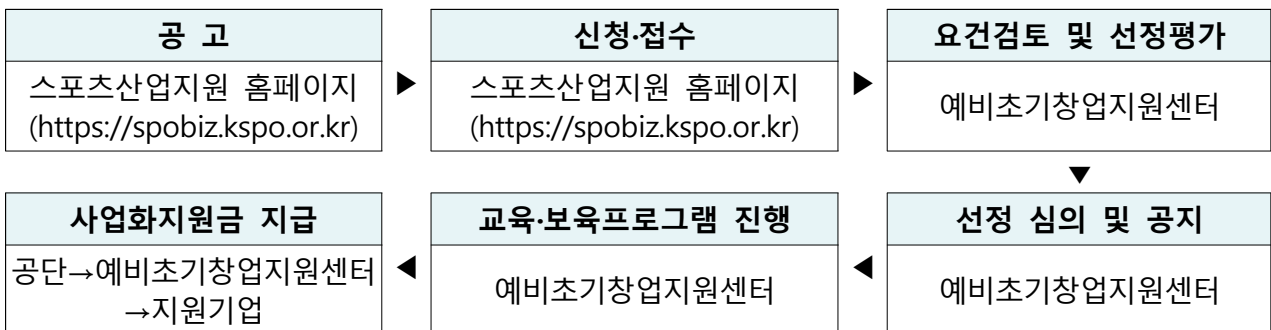 공 고
스포츠산업지원 홈페이지
(https://spobiz.kspo.or.kr)
▶
신청·접수
스포츠산업지원 홈페이지
(https://spobiz.kspo.or.kr)
▶
요건검토 및 선정평가
예비초기창업지원센터
▼
선정 심의 및 공지
예비초기창업지원센터
◀
교육·보육프로그램 진행
예비초기창업지원센터
◀
사업화지원금 지급
공단→예비초기창업지원센터
→지원기업